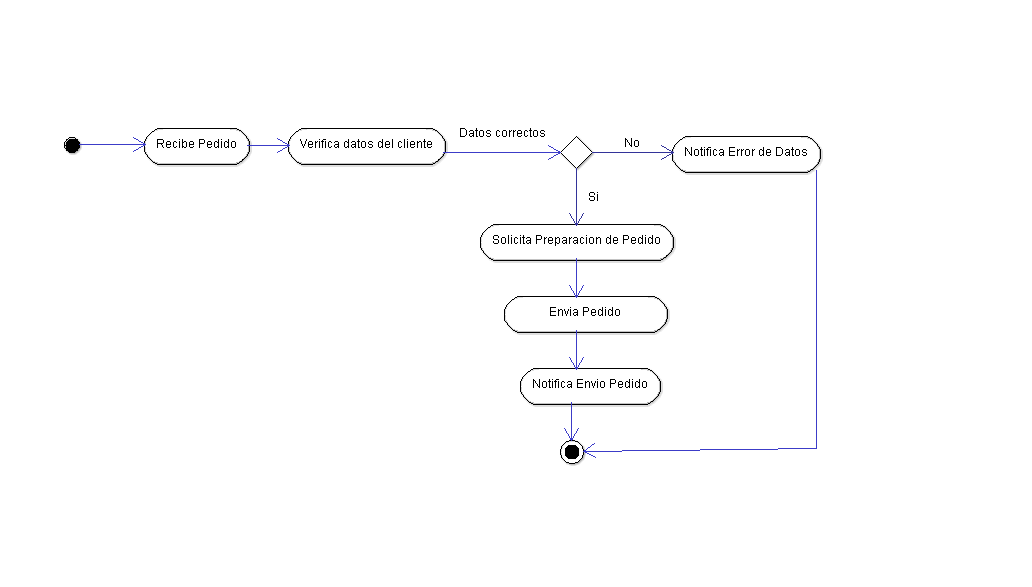 Datos correctos
Recibe Pedido
Verifica datos del cliente
No
Notifica Error de Datos
Si
Solicita Preparacion de Pedido
Envia Pedido
Notifica Envio Pedido